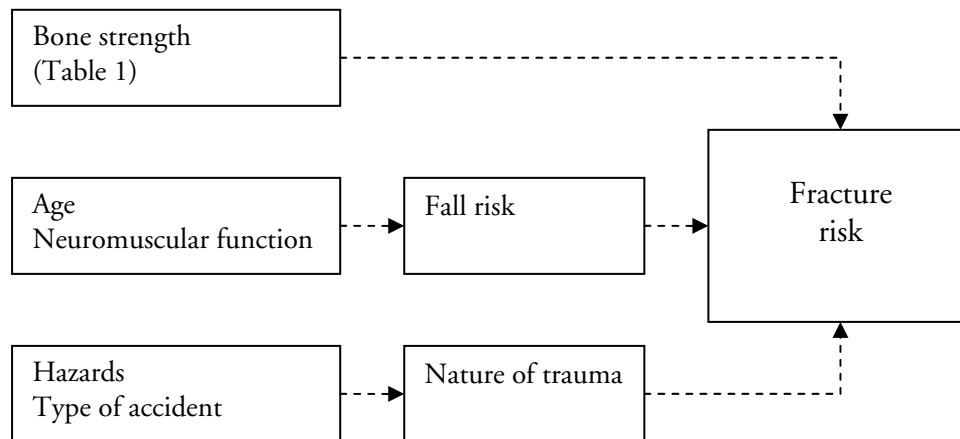 Bone strength
(Table 1)
Age
Neuromuscular function
Fall risk
Fracture
risk
Hazards
Type of accident
Nature of trauma